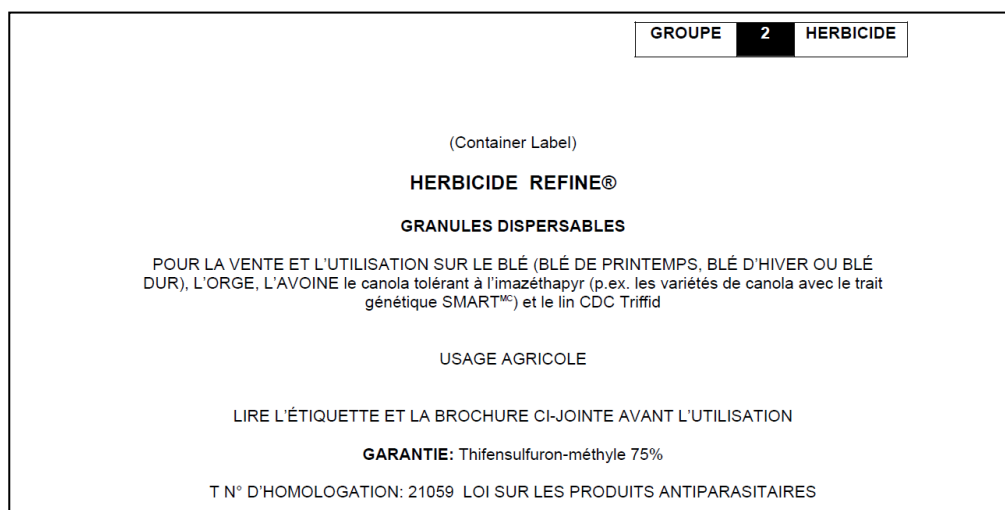 GROUPE 2 HERBICIDE
(Container Label)
HERBICIDE REFINE®
GRANULES DISPERSABLES
POUR LA VENTE ET L'UTILISATION SUR LE BLÉ (BLÉ DE PRINTEMPS, BLÉ D'HIVER OU BLÉ
DUR), L'ORGE, L'AVOINE le canola tolérant à l'imazéthapyr (p.ex. les variétés de canola avec le trait
génétique SMARTᴹᶜ) et le lin CDC Triffid
USAGE AGRICOLE
LIRE L'ÉTIQUETTE ET LA BROCHURE CI-JOINTE AVANT L'UTILISATION
GARANTIE: Thifensulfuron-méthyle 75%
T N° D'HOMOLOGATION: 21059 LOI SUR LES PRODUITS ANTIPARASITAIRES